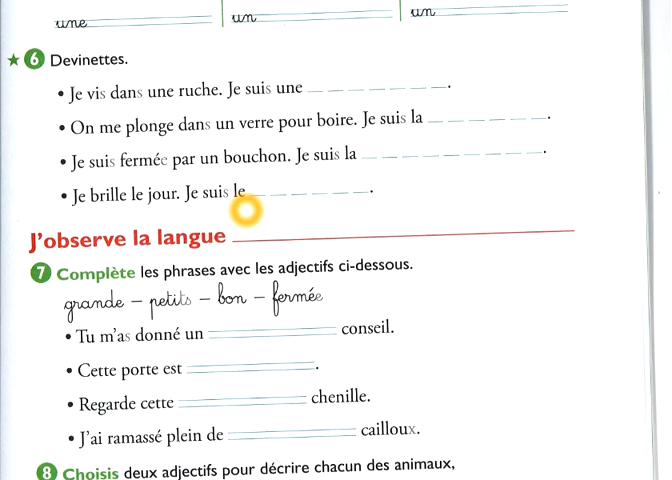 une un un
★ 6 Devinettes.
• Je vis dans une ruche. Je suis une _ _ _ _ _ _ _.
• On me plonge dans un verre pour boire. Je suis la _ _ _ _ _ _.
• Je suis fermée par un bouchon. Je suis la _ _ _ _ _ _ _ _ _.
• Je brille le jour. Je suis le _ _ _ _ _ _.
J'observe la langue
7 Complète les phrases avec les adjectifs ci-dessous.
grande – petits – bon – fermée
• Tu m'as donné un ______ conseil.
• Cette porte est ______.
• Regarde cette ______ chenille.
• J'ai ramassé plein de ______ cailloux.
8 Choisis deux adjectifs pour décrire chacun des animaux,